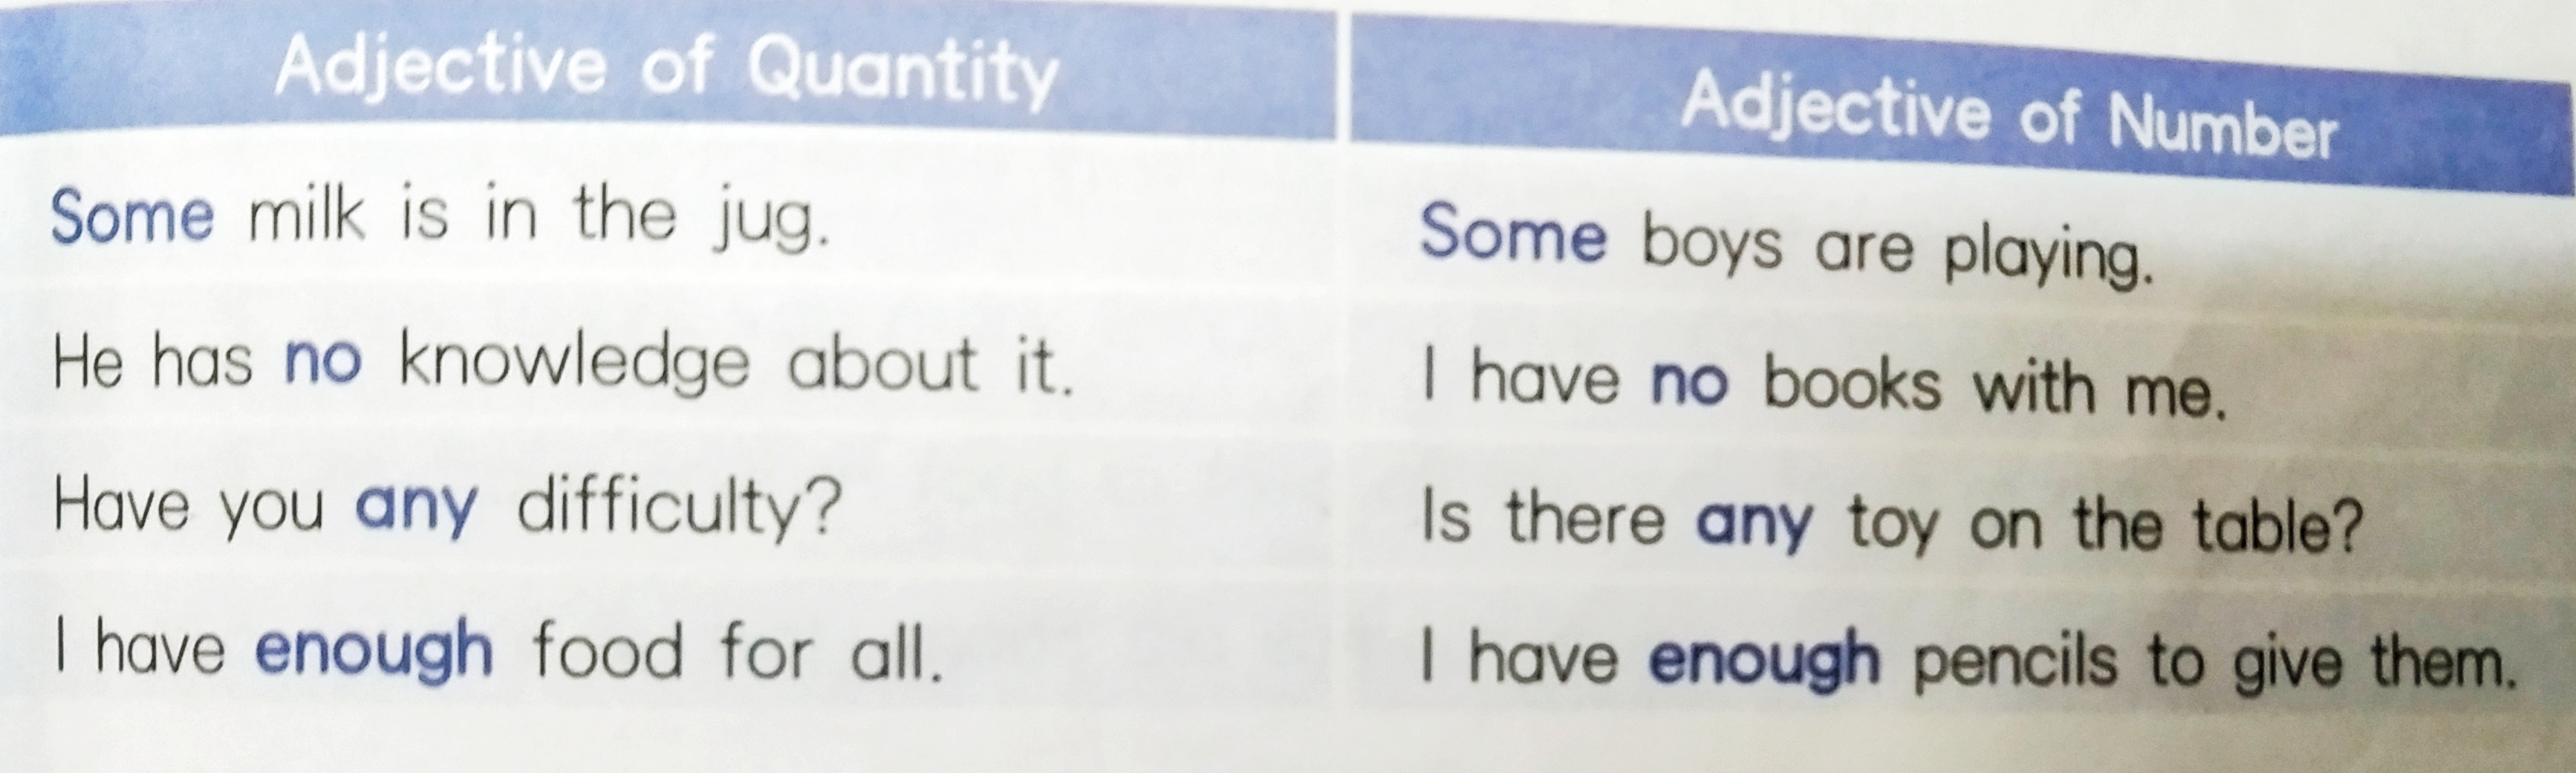 Adjective of Quantity
Adjective of Number
Some milk is in the jug.
Some boys are playing.
He has no knowledge about it.
I have no books with me.
Have you any difficulty?
Is there any toy on the table?
I have enough food for all.
I have enough pencils to give them.